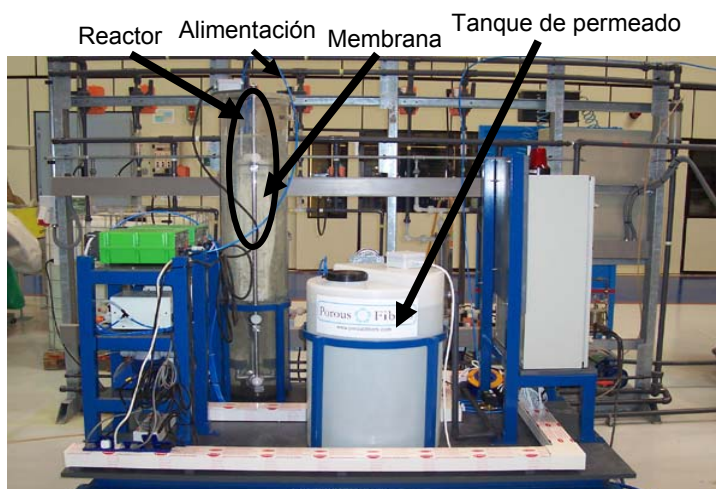 Reactor
Alimentación
Membrana
Tanque de permeado
Porous Fib